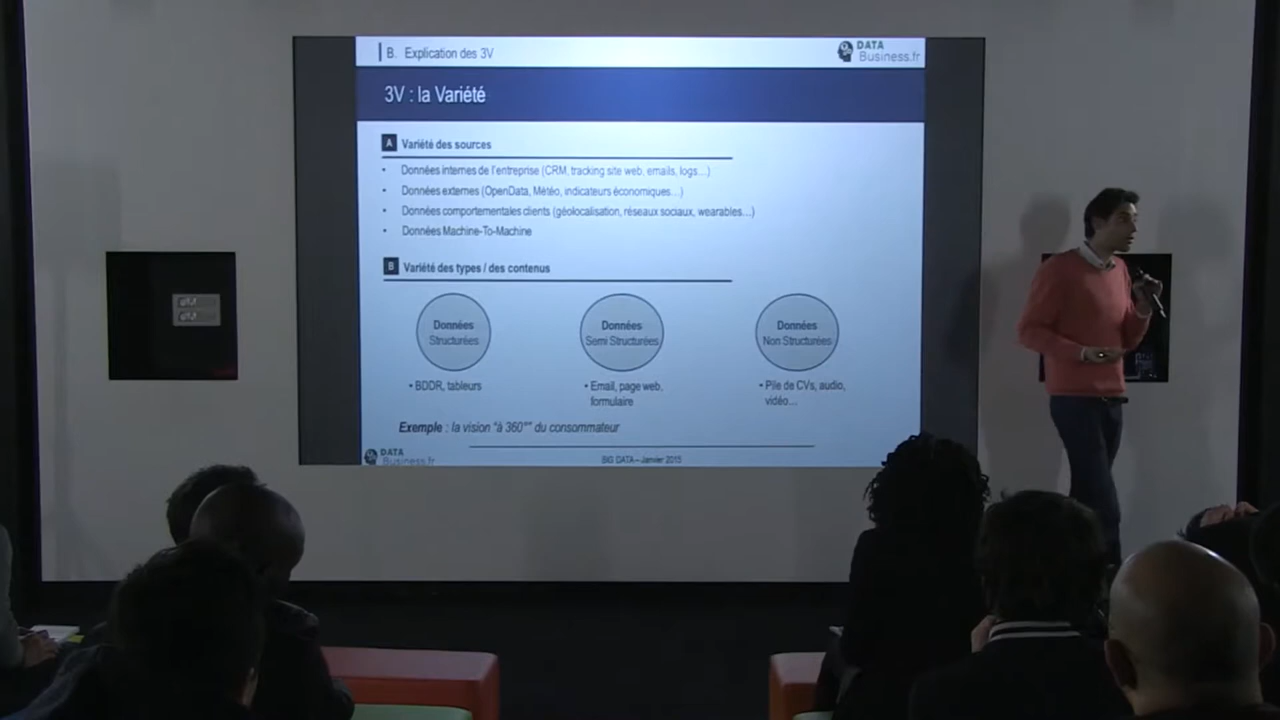 B. Explication des 3V
DATA
Business.fr
3V : la Variété
A Variété des sources
• Données internes de l'entreprise (CRM, tracking site web, emails, logs…)
• Données externes (OpenData, Météo, indicateurs économiques…)
• Données comportementales clients (géolocalisation, réseaux sociaux, wearables…)
• Données Machine-To-Machine
B Variété des types / des contenus
Données
Structurées
Données
Semi Structurées
Données
Non Structurées
• BDDR, tableurs
• Email, page web,
formulaire
• Pile de CVs, audio,
vidéo…
Exemple : la vision "à 360°" du consommateur
DATA
Business.fr
BIG DATA – Janvier 2015